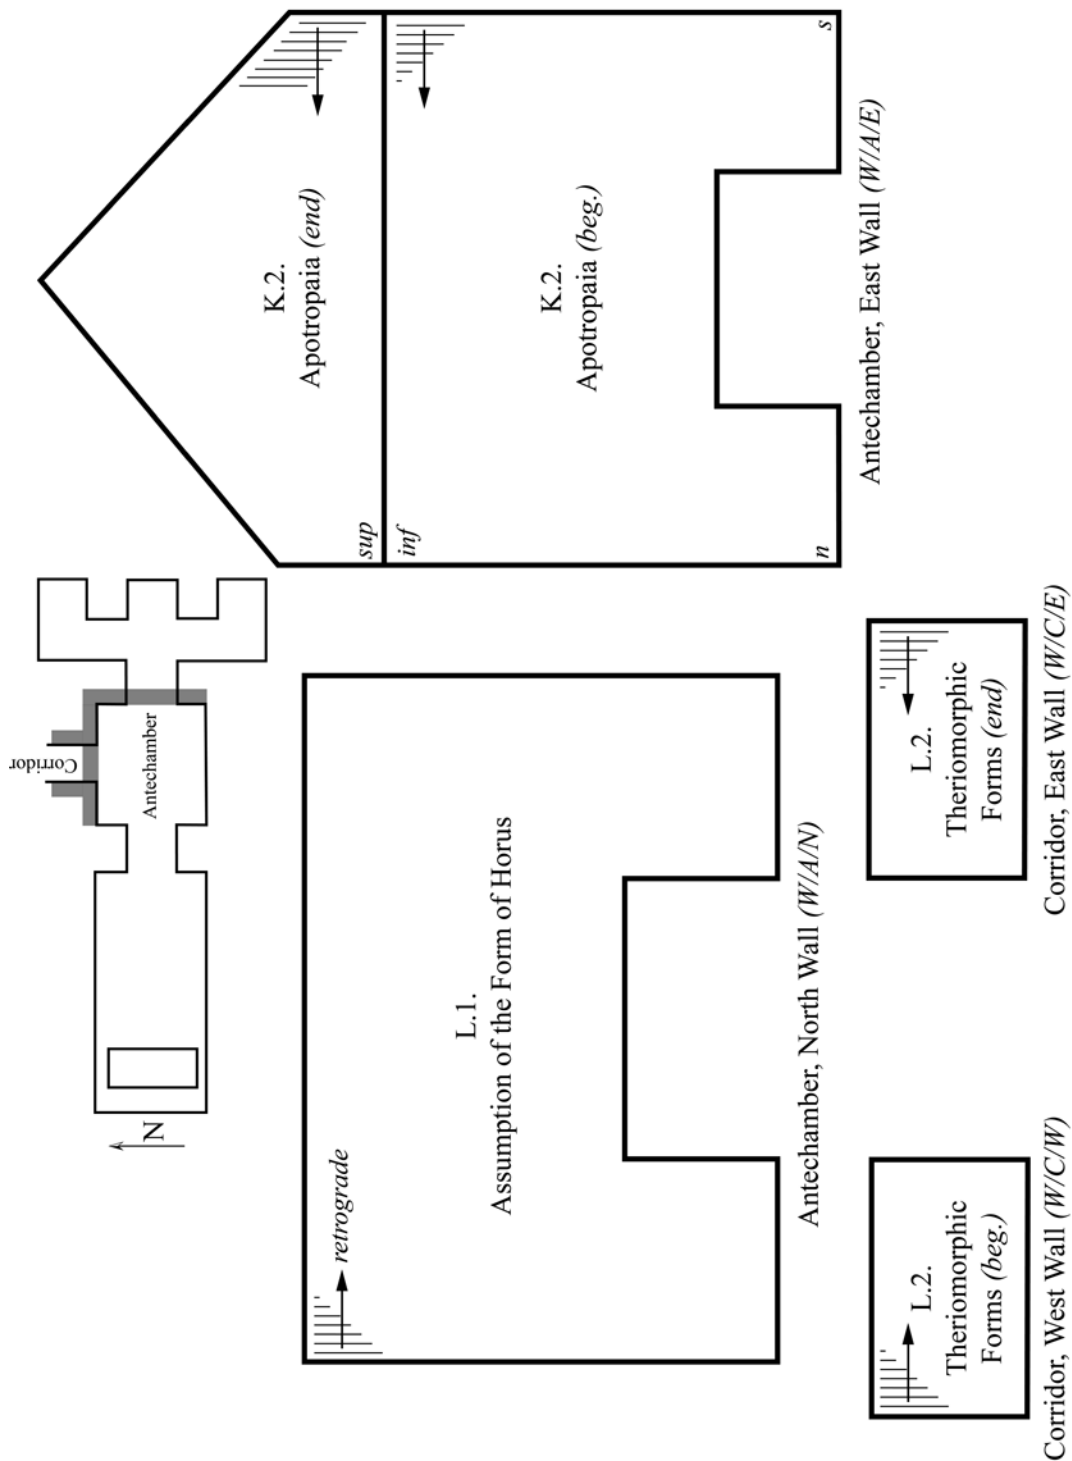 N
Corridor
Antechamber
sup
inf
K.2.
Apotropaia (end)
K.2.
Apotropaia (beg.)
n
s
Antechamber, East Wall (W/A/E)
retrograde
L.1.
Assumption of the Form of Horus
Antechamber, North Wall (W/A/N)
L.2.
Theriomorphic
Forms (beg.)
Corridor, West Wall (W/C/W)
L.2.
Theriomorphic
Forms (end)
Corridor, East Wall (W/C/E)